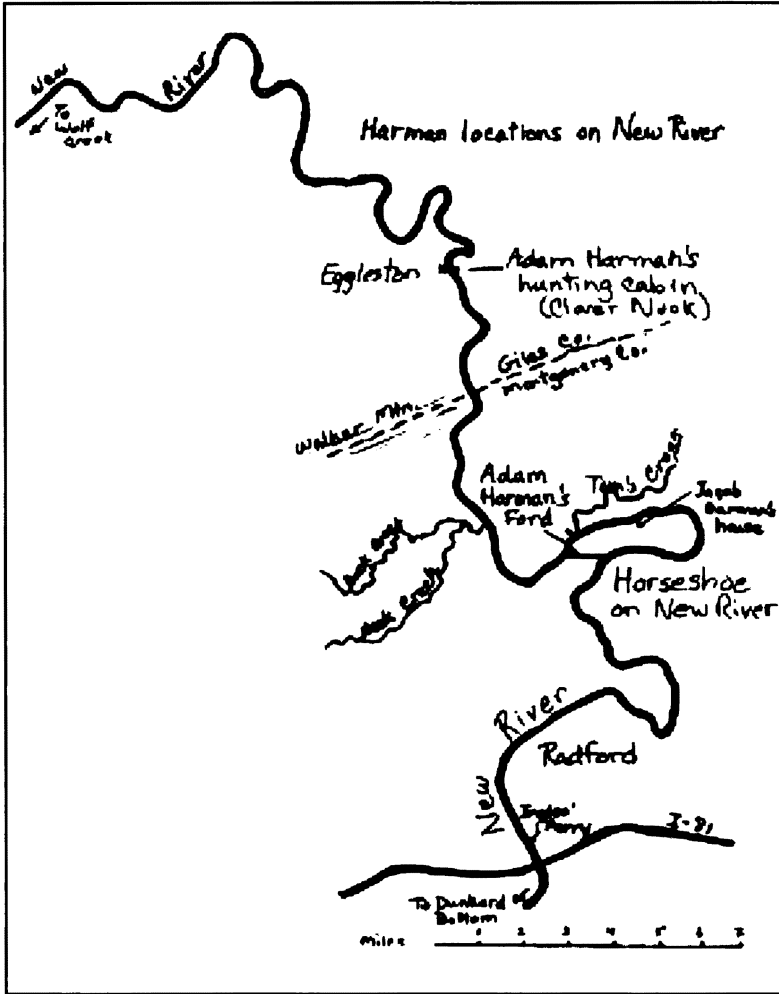 New River
To
Wolf
Creek
Harman locations on New River
Eggleston
Adam Harman's
hunting cabin
(Clover Nook)
Giles Co.
Montgomery Co.
Walker Mtn.
Adam
Harman's
Ford
Toms Creek
Jacob
Harman's
house
Back Creek
Horseshoe
on New River
New River
Radford
Ingles'
Ferry
I-81
To Dunkard
Bottom
Miles 1 2 3 4 5 6 7